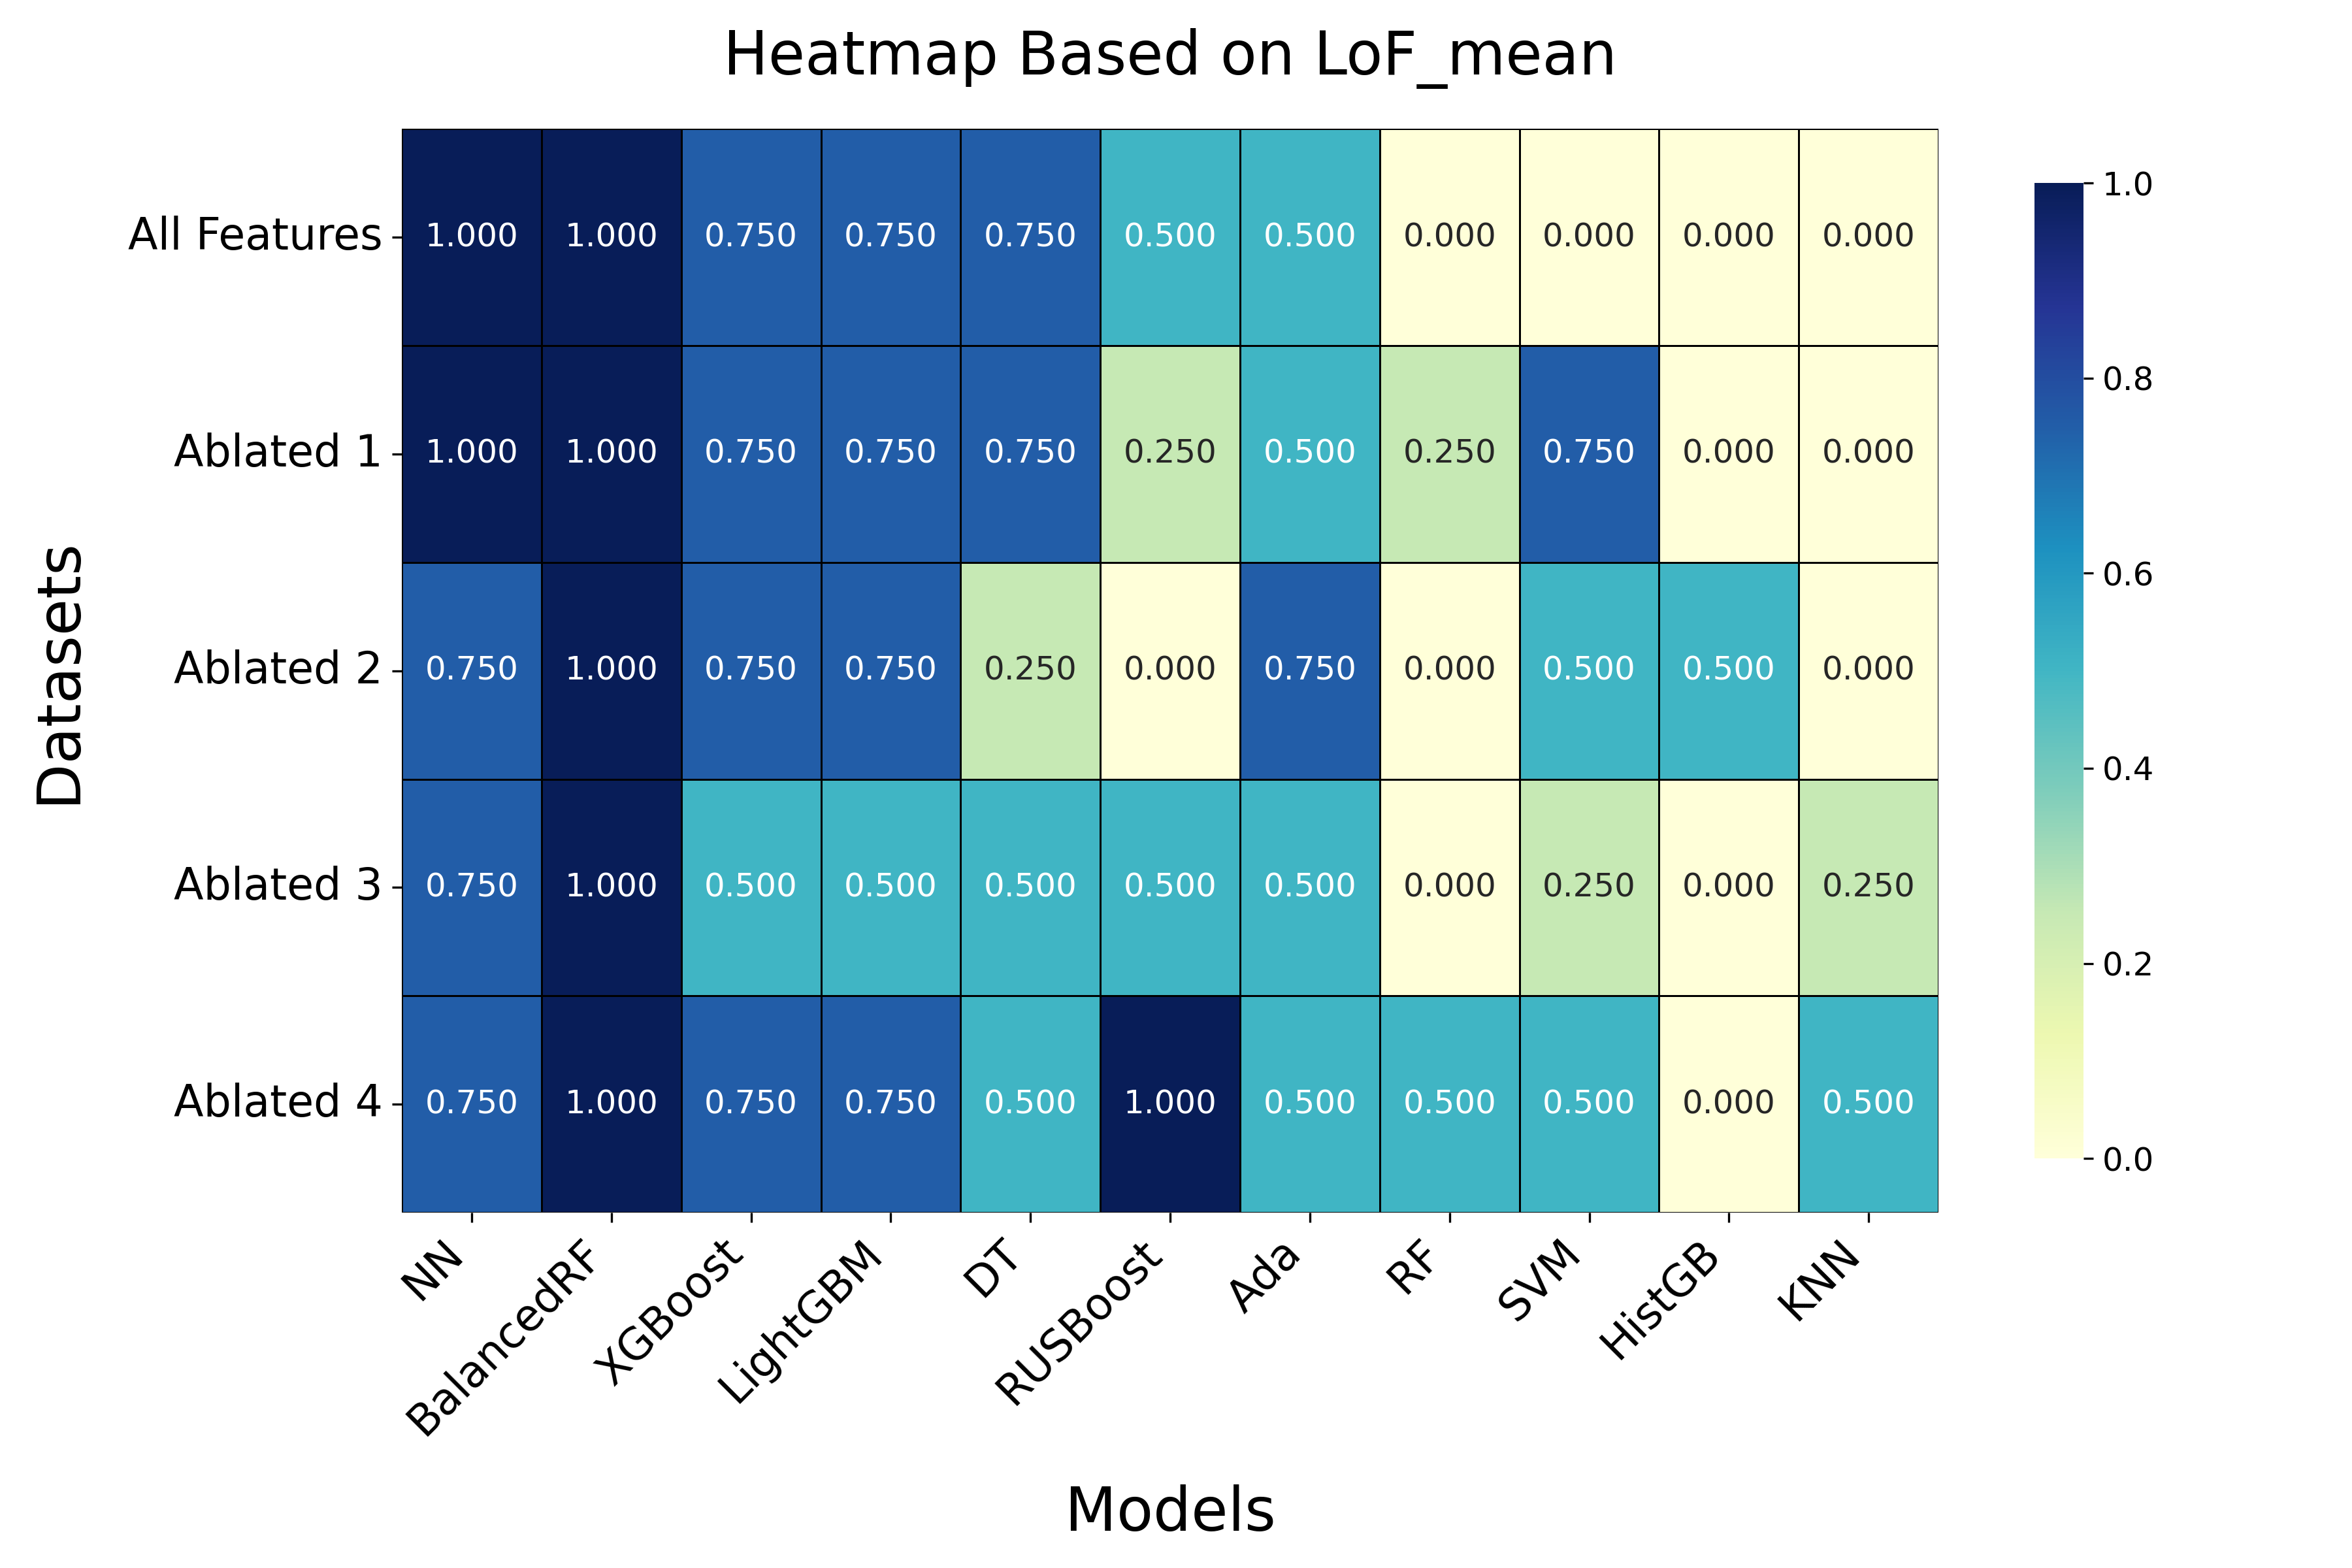 Heatmap Based on LoF_mean
Datasets
All Features 1.000 1.000 0.750 0.750 0.750 0.500 0.500 0.000 0.000 0.000 0.000
Ablated 1 1.000 1.000 0.750 0.750 0.750 0.250 0.500 0.250 0.750 0.000 0.000
Ablated 2 0.750 1.000 0.750 0.750 0.250 0.000 0.750 0.000 0.500 0.500 0.000
Ablated 3 0.750 1.000 0.500 0.500 0.500 0.500 0.500 0.000 0.250 0.000 0.250
Ablated 4 0.750 1.000 0.750 0.750 0.500 1.000 0.500 0.500 0.500 0.000 0.500
NN BalancedRF XGBoost LightGBM DT RUSBoost Ada RF SVM HistGB KNN
Models
1.0
0.8
0.6
0.4
0.2
0.0